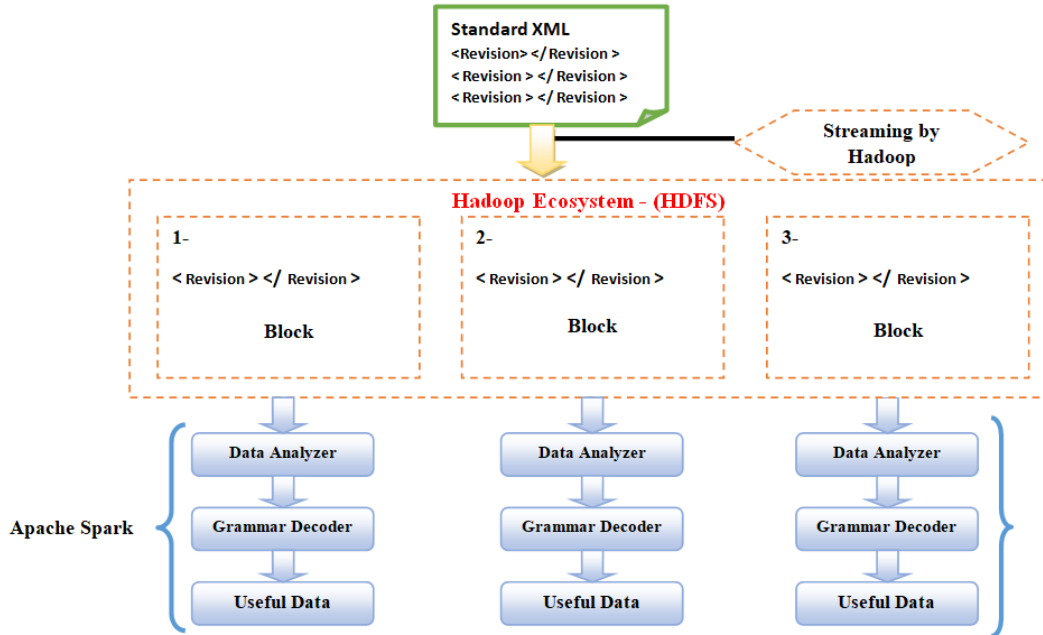 Standard XML
<Revision> </ Revision >
< Revision > </ Revision >
< Revision > </ Revision >
Streaming by
Hadoop
Hadoop Ecosystem - (HDFS)
1-
< Revision > </ Revision >
Block
2-
< Revision > </ Revision >
Block
3-
< Revision > </ Revision >
Block
Apache Spark
Data Analyzer
Grammar Decoder
Useful Data
Data Analyzer
Grammar Decoder
Useful Data
Data Analyzer
Grammar Decoder
Useful Data